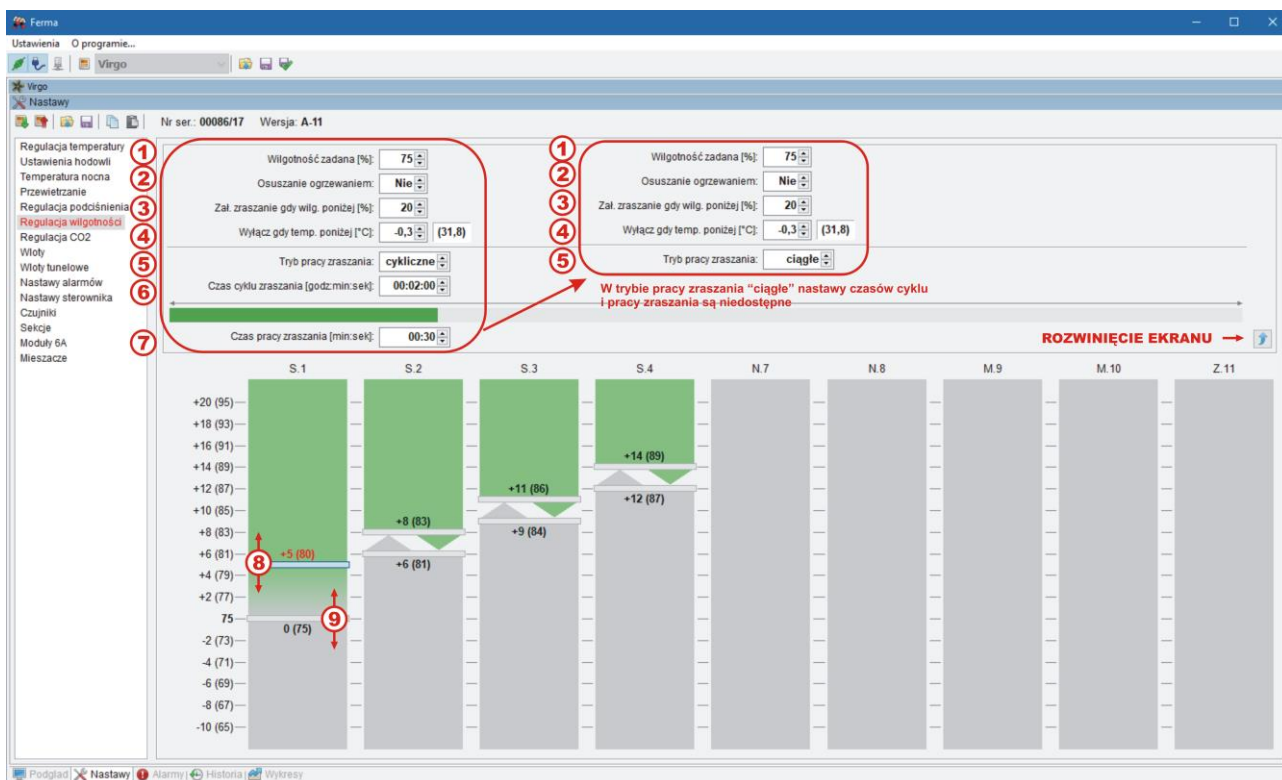 Ferma
Ustawienia O programie...
Virgo
Virgo
Nastawy
Nr ser.: 00086/17 Wersja: A-11
Regulacja temperatury
Ustawienia hodowli
Temperatura nocna
Przewietrzanie
Regulacja podciśnienia
Regulacja wilgotności
Regulacja CO2
Wloty
Wloty tunelowe
Nastawy alarmów
Nastawy sterownika
Czujniki
Sekcje
Moduły 6A
Mieszacze
1 Wilgotność zadana [%]: 75
2 Osuszanie ogrzewaniem: Nie
3 Zał. zraszanie gdy wilg. poniżej [%]: 20
4 Wyłącz gdy temp. poniżej [°C]: -0,3 (31,8)
5 Tryb pracy zraszania: cykliczne
6 Czas cyklu zraszania [godz:min:sek]: 00:02:00
7 Czas pracy zraszania [min:sek]: 00:30
1 Wilgotność zadana [%]: 75
2 Osuszanie ogrzewaniem: Nie
3 Zał. zraszanie gdy wilg. poniżej [%]: 20
4 Wyłącz gdy temp. poniżej [°C]: -0,3 (31,8)
5 Tryb pracy zraszania: ciągłe
W trybie pracy zraszania “ciągłe” nastawy czasów cyklu
i pracy zraszania są niedostępne
ROZWINIĘCIE EKRANU
S.1 S.2 S.3 S.4 N.7 N.8 M.9 M.10 Z.11
+20 (95)
+18 (93)
+16 (91)
+14 (89)
+12 (87)
+10 (85)
+8 (83)
+6 (81)
+4 (79)
+2 (77)
75
-2 (73)
-4 (71)
-6 (69)
-8 (67)
-10 (65)
+5 (80)
8
0 (75)
9
+8 (83)
+6 (81)
+11 (86)
+9 (84)
+14 (89)
+12 (87)
Podgląd Nastawy Alarmy Historia Wykresy